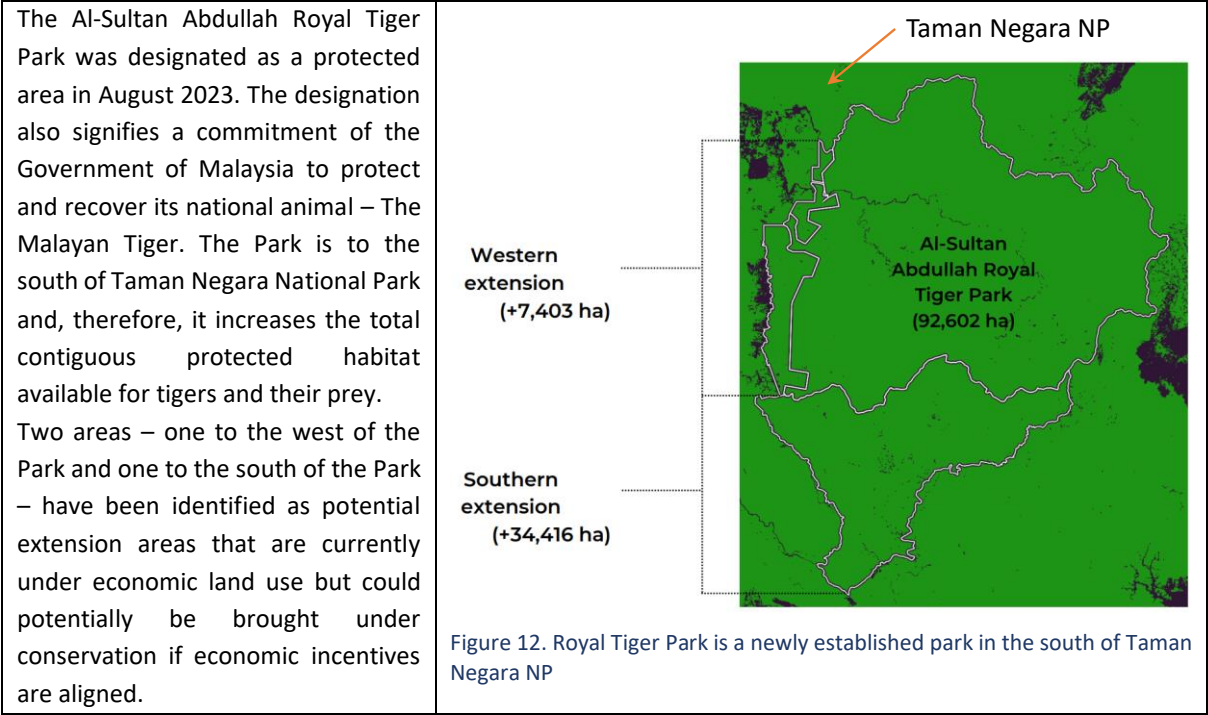 The Al-Sultan Abdullah Royal Tiger
Park was designated as a protected
area in August 2023. The designation
also signifies a commitment of the
Government of Malaysia to protect
and recover its national animal – The
Malayan Tiger. The Park is to the
south of Taman Negara National Park
and, therefore, it increases the total
contiguous protected habitat
available for tigers and their prey.
Two areas – one to the west of the
Park and one to the south of the Park
– have been identified as potential
extension areas that are currently
under economic land use but could
potentially be brought under
conservation if economic incentives
are aligned.
Taman Negara NP
Western
extension
(+7,403 ha)
Al-Sultan
Abdullah Royal
Tiger Park
(92,602 ha)
Southern
extension
(+34,416 ha)
Figure 12. Royal Tiger Park is a newly established park in the south of Taman
Negara NP